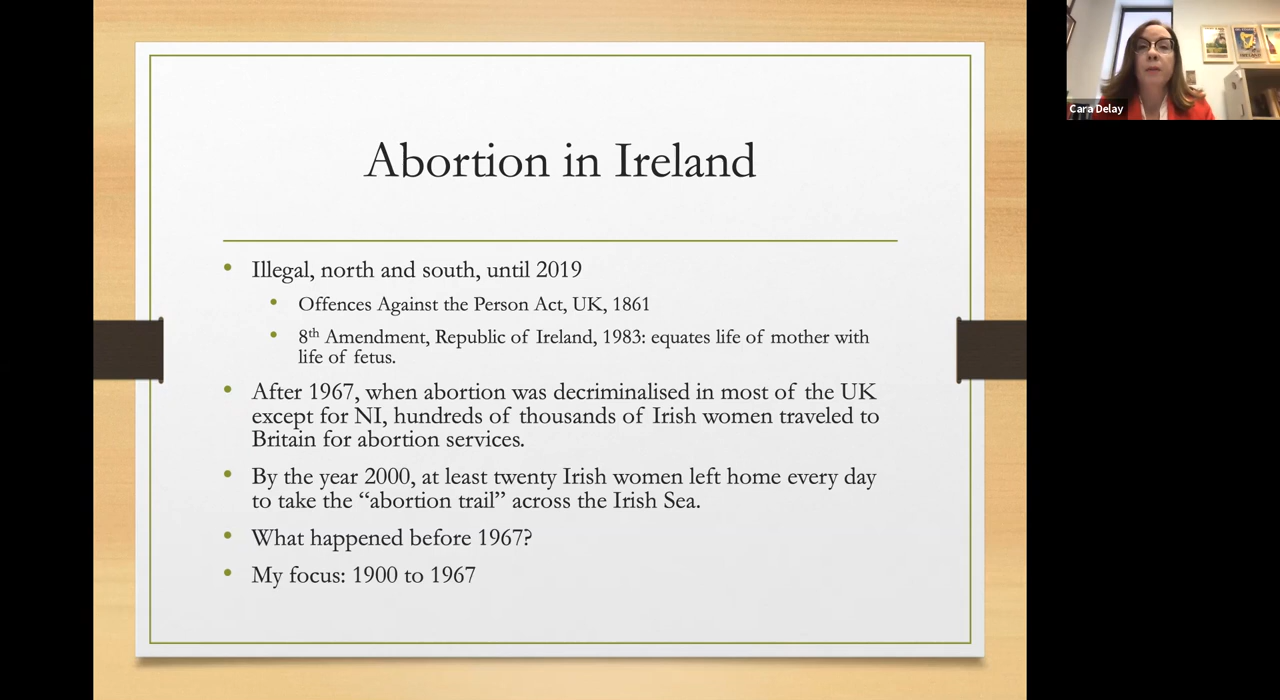 Abortion in Ireland
Illegal, north and south, until 2019
Offences Against the Person Act, UK, 1861
8th Amendment, Republic of Ireland, 1983: equates life of mother with
life of fetus.
After 1967, when abortion was decriminalised in most of the UK
except for NI, hundreds of thousands of Irish women traveled to
Britain for abortion services.
By the year 2000, at least twenty Irish women left home every day
to take the “abortion trail” across the Irish Sea.
What happened before 1967?
My focus: 1900 to 1967
Cara Delay